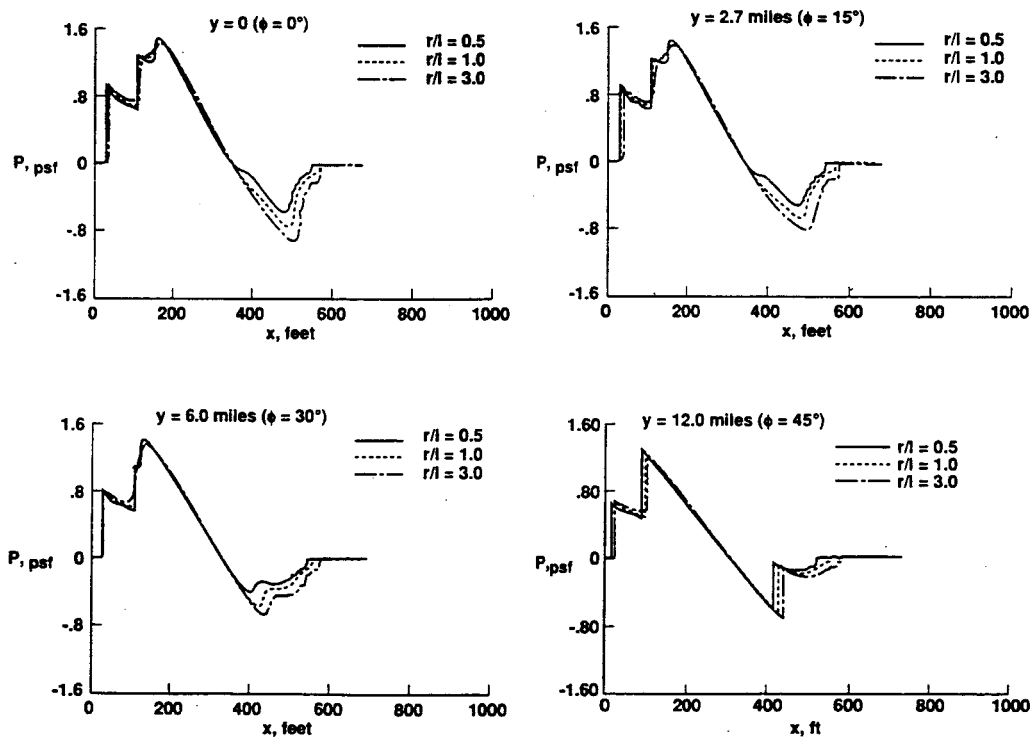 y = 0 (ϕ = 0°)
r/l = 0.5
r/l = 1.0
r/l = 3.0
1.6
.8
0
-.8
-1.6
P, psf
0 200 400 600 800 1000
x, feet
y = 2.7 miles (ϕ = 15°)
r/l = 0.5
r/l = 1.0
r/l = 3.0
1.6
.8
0
-.8
-1.6
P, psf
0 200 400 600 800 1000
x, feet
y = 6.0 miles (ϕ = 30°)
r/l = 0.5
r/l = 1.0
r/l = 3.0
1.6
.8
0
-.8
-1.6
P, psf
0 200 400 600 800 1000
x, feet
y = 12.0 miles (ϕ = 45°)
r/l = 0.5
r/l = 1.0
r/l = 3.0
1.60
.80
0
-.80
-1.60
P,psf
0 200 400 600 800 1000
x, ft